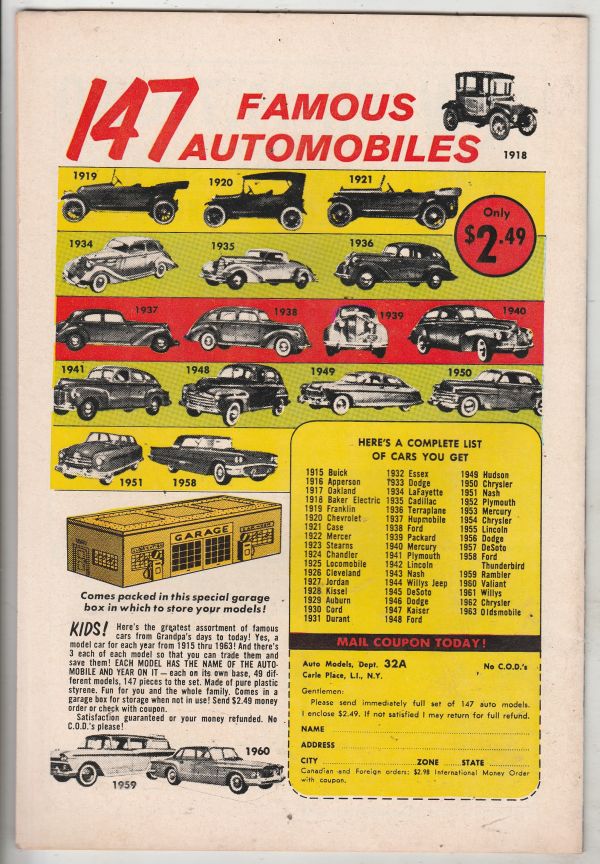 147 FAMOUS
AUTOMOBILES
1918
1919
1920
1921
Only
$2.49
1934
1935
1936
1937
1938
1939
1940
1941
1948
1949
1950
1951
1958
GARAGE
HERE'S A COMPLETE LIST
OF CARS YOU GET
1915 Buick
1916 Apperson
1917 Oakland
1918 Baker Electric
1919 Franklin
1920 Chevrolet
1921 Case
1922 Mercer
1923 Stearns
1924 Chandler
1925 Locomobile
1926 Cleveland
1927 Jordan
1928 Kissel
1929 Auburn
1930 Cord
1931 Durant
1932 Essex
1933 Dodge
1934 LaFayette
1935 Cadillac
1936 Terraplane
1937 Hupmobile
1938 Ford
1939 Packard
1940 Mercury
1941 Plymouth
1942 Lincoln
1943 Nash
1944 Willys Jeep
1945 DeSoto
1946 Dodge
1947 Kaiser
1948 Ford
1949 Hudson
1950 Chrysler
1951 Nash
1952 Plymouth
1953 Mercury
1954 Chrysler
1955 Lincoln
1956 Dodge
1957 DeSoto
1958 Ford
Thunderbird
1959 Rambler
1960 Valiant
1961 Willys
1962 Chrysler
1963 Oldsmobile
Comes packed in this special garage
box in which to store your models!
KIDS! Here's the greatest assortment of famous
cars from Grandpa's days to today! Yes, a
model car for each year from 1915 thru 1963! And there's
3 each of each model so that you can trade them and
save them! EACH MODEL HAS THE NAME OF THE AUTO-
MOBILE AND YEAR ON IT — each on its own base, 49 dif-
ferent models, 147 pieces to the set. Made of pure plastic
styrene. Fun for you and the whole family. Comes in a
garage box for storage when not in use! Send $2.49 money
order or check with coupon.
Satisfaction guaranteed or your money refunded. No
C.O.D.'s please!
1959
1960
MAIL COUPON TODAY!
Auto Models, Dept. 32A No C.O.D.'s
Carle Place, L.I., N.Y.
Gentlemen:
Please send immediately full set of 147 auto models.
I enclose $2.49. If not satisfied I may return for full refund.
NAME
ADDRESS
CITY ZONE STATE
Canadian and Foreign orders; $2.98 International Money Order
with coupon.